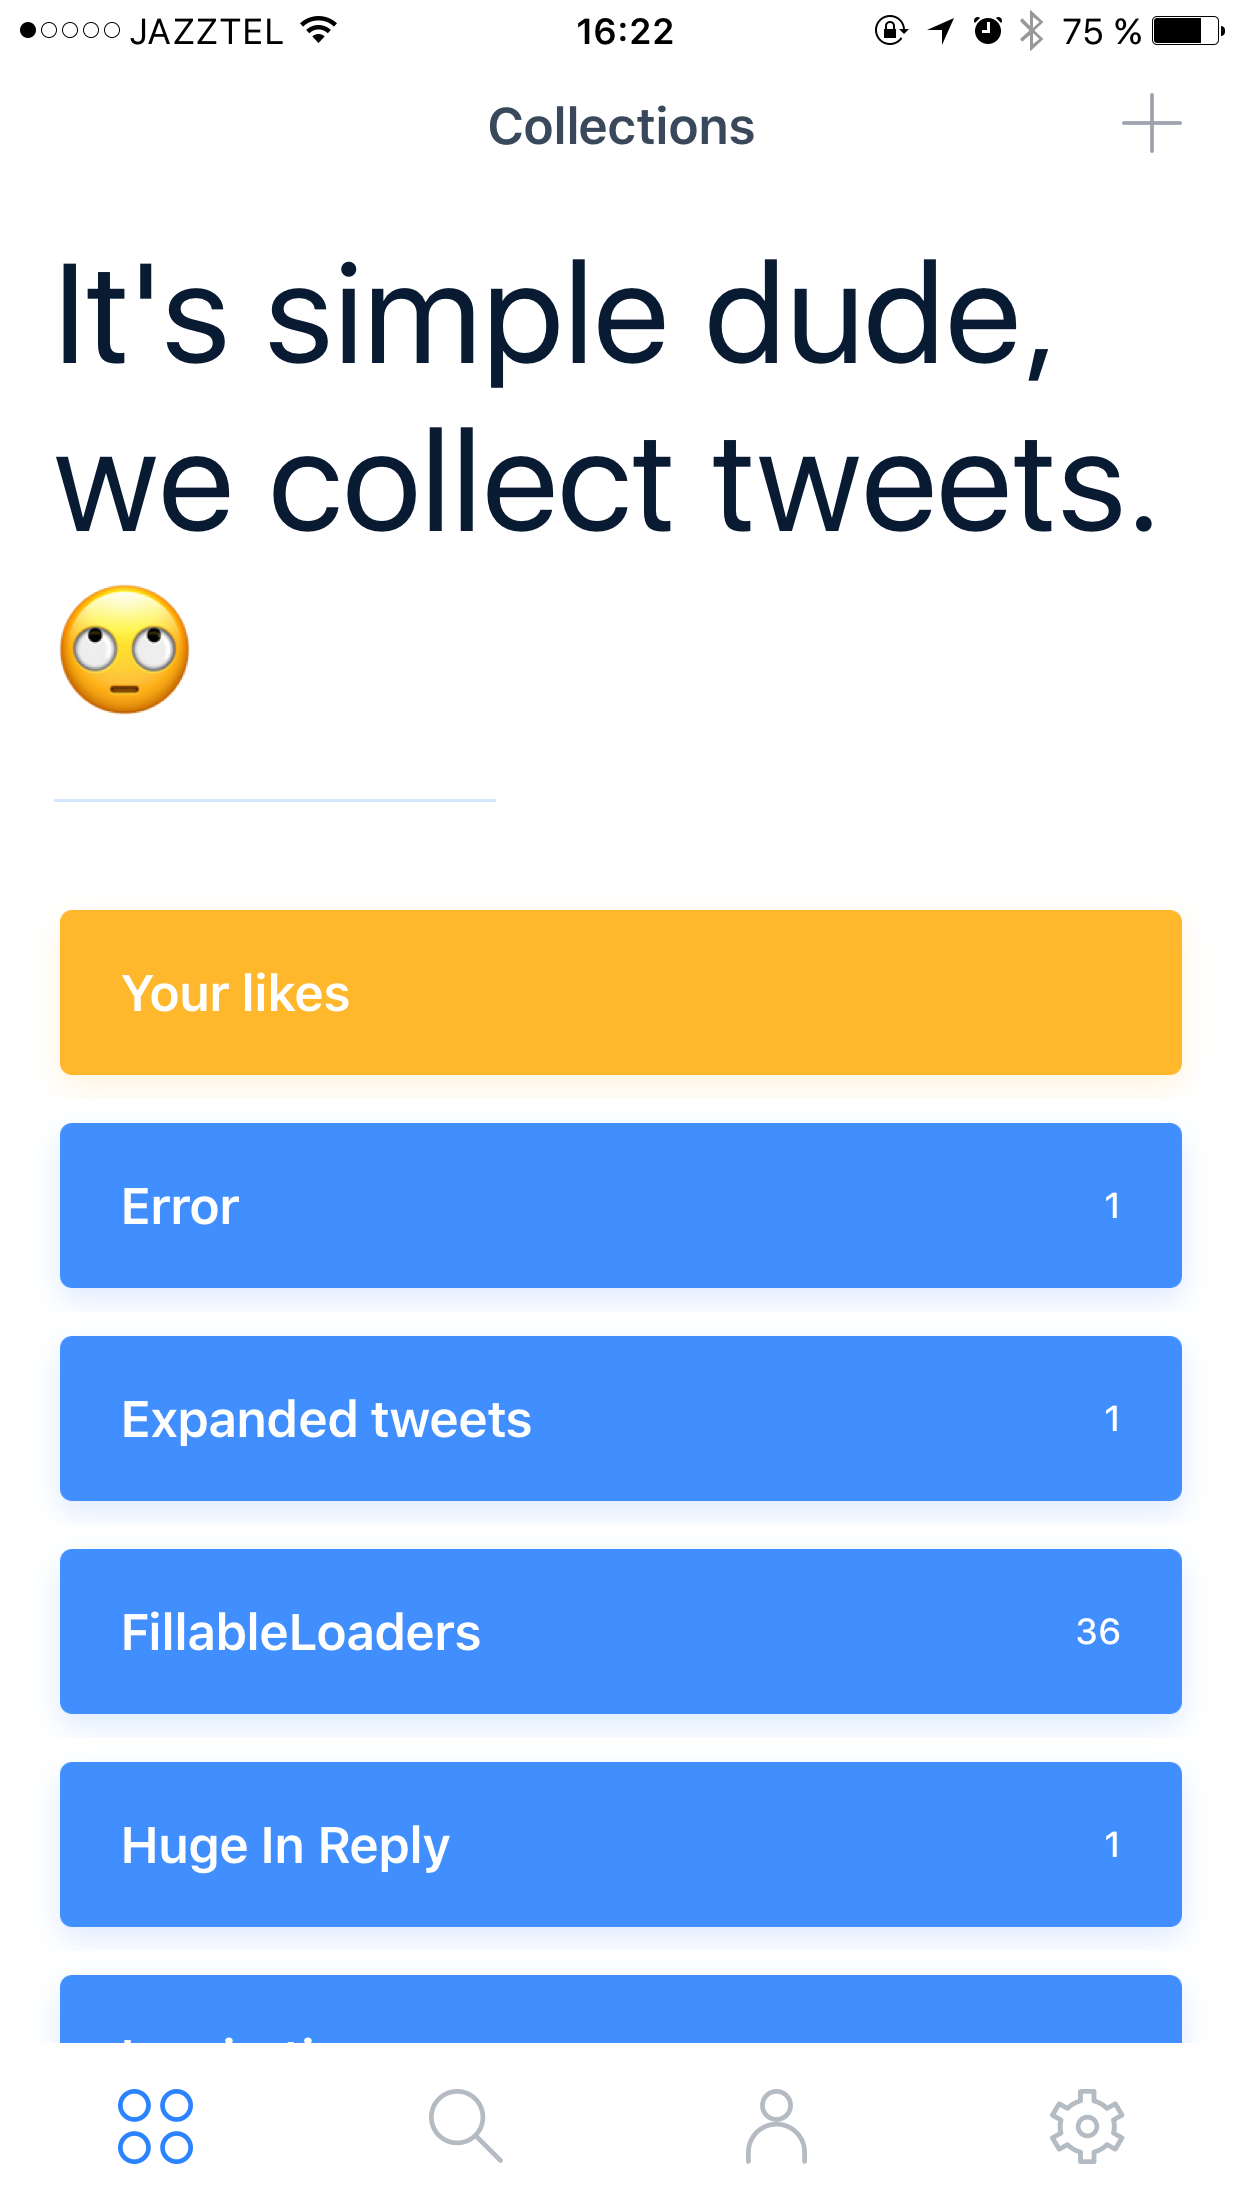 JAZZTEL 16:22 75 %
Collections
It's simple dude,
we collect tweets.
🙄
Your likes
Error 1
Expanded tweets 1
FillableLoaders 36
Huge In Reply 1